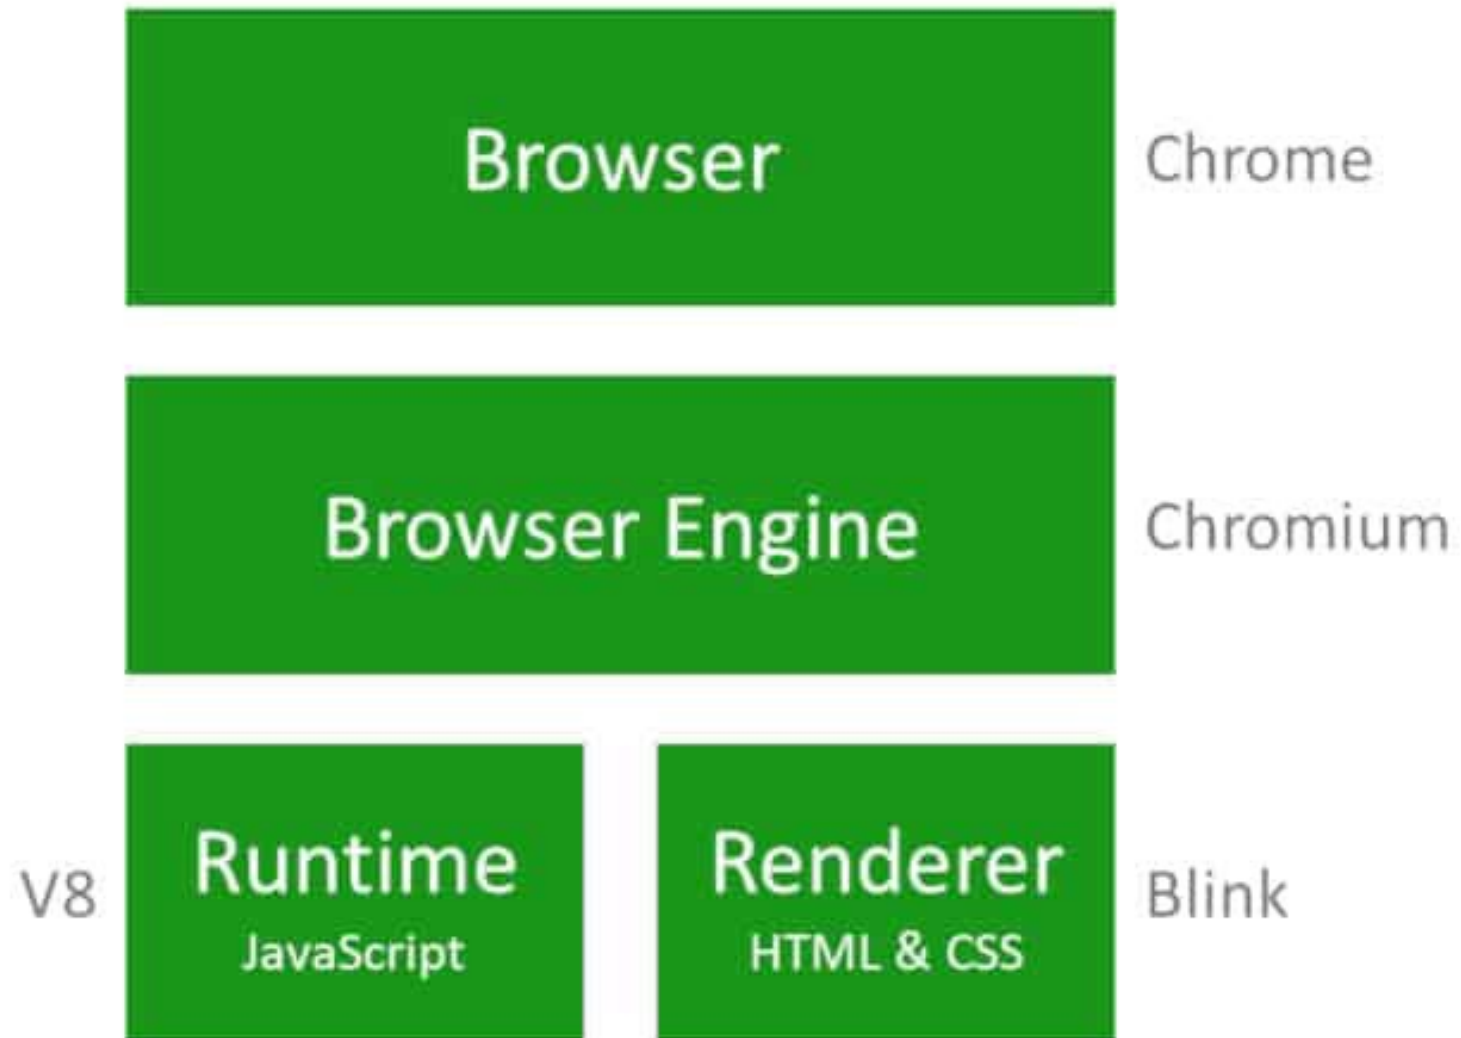 Browser
Chrome
Browser Engine
Chromium
V8
Runtime
JavaScript
Renderer
HTML & CSS
Blink